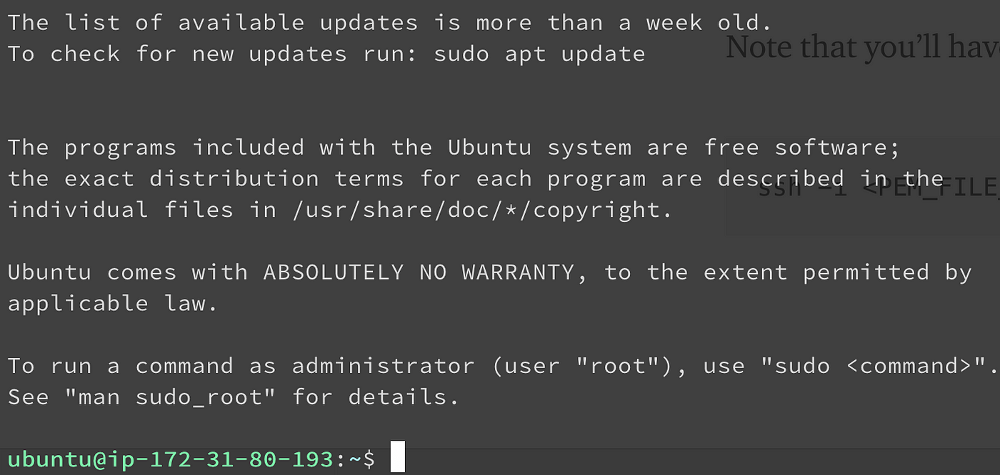 The list of available updates is more than a week old.
Note that you’ll hav
To check for new updates run: sudo apt update
The programs included with the Ubuntu system are free software;
the exact distribution terms for each program are described in the
ssh -i <PEM_FILE
individual files in /usr/share/doc/*/copyright.
Ubuntu comes with ABSOLUTELY NO WARRANTY, to the extent permitted by
applicable law.
To run a command as administrator (user "root"), use "sudo <command>".
See "man sudo_root" for details.
ubuntu@ip-172-31-80-193:~$